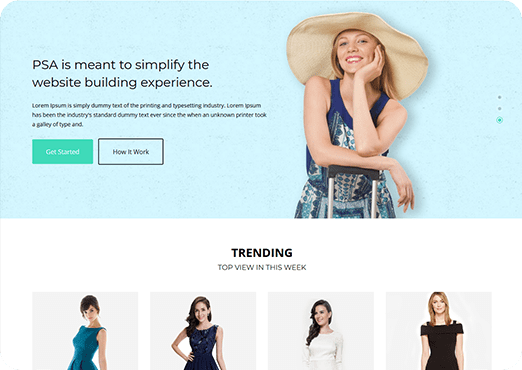 PSA is meant to simplify the
website building experience.
Lorem Ipsum is simply dummy text of the printing and typesetting industry. Lorem Ipsum
has been the industry's standard dummy text ever since the when an unknown printer took
a galley of type and.
Get Started
How It Work
TRENDING
TOP VIEW IN THIS WEEK